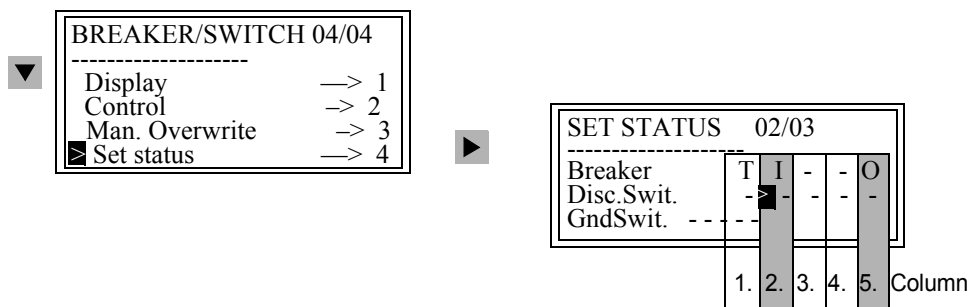 BREAKER/SWITCH 04/04
--------------------
Display —> 1
Control –> 2
Man. Overwrite –> 3
> Set status —> 4
SET STATUS 02/03
--------------------
Breaker T I - - O
Disc.Swit. - > - - - -
GndSwit. - - - - -
1. 2. 3. 4. 5. Column